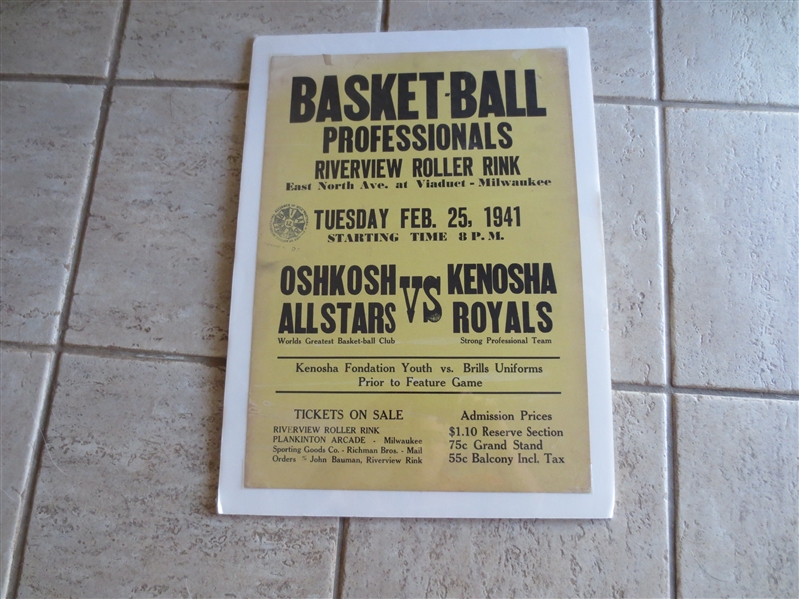 BASKET-BALL
PROFESSIONALS
RIVERVIEW ROLLER RINK
East North Ave. at Viaduct - Milwaukee
TUESDAY FEB. 25, 1941
STARTING TIME 8 P. M.
OSHKOSH
ALLSTARS
Worlds Greatest Basket-ball Club
VS
KENOSHA
ROYALS
Strong Professional Team
Kenosha Fondation Youth vs. Brills Uniforms
Prior to Feature Game
TICKETS ON SALE
RIVERVIEW ROLLER RINK
PLANKINTON ARCADE - Milwaukee
Sporting Goods Co. - Richman Bros. - Mail
Orders % John Bauman, Riverview Rink
Admission Prices
$1.10 Reserve Section
75c Grand Stand
55c Balcony Incl. Tax